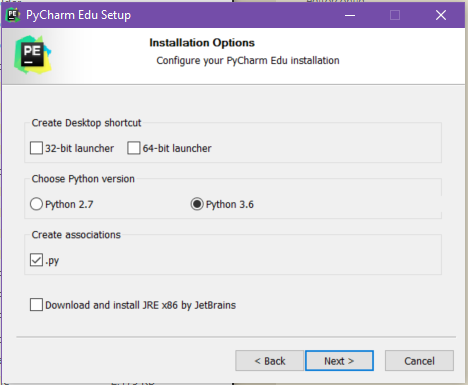 PyCharm Edu Setup
PE
Installation Options
Configure your PyCharm Edu installation
Create Desktop shortcut
32-bit launcher 64-bit launcher
Choose Python version
Python 2.7 Python 3.6
Create associations
.py
Download and install JRE x86 by JetBrains
< Back Next > Cancel